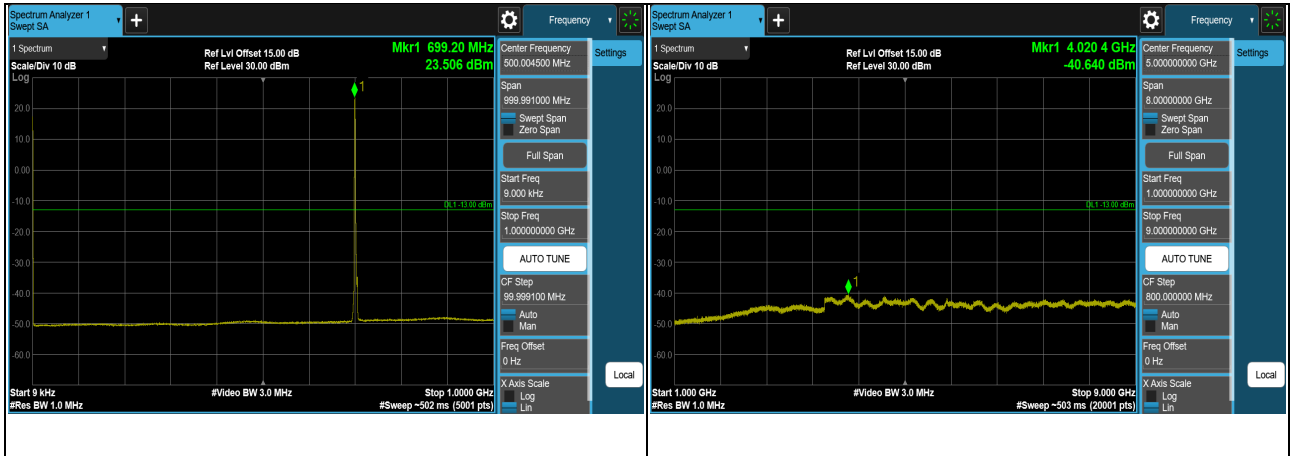 Spectrum Analyzer 1
Swept SA
+
Frequency
1 Spectrum
Scale/Div 10 dB
Ref Lvl Offset 15.00 dB
Ref Level 30.00 dBm
Mkr1 699.20 MHz
23.506 dBm
Log
1
20.0
10.0
0.00
-10.0
DL1 -13.00 dBm
-20.0
-30.0
-40.0
-50.0
-60.0
Start 9 kHz
#Res BW 1.0 MHz
#Video BW 3.0 MHz
Stop 1.0000 GHz
#Sweep ~502 ms (5001 pts)
Center Frequency
500.004500 MHz
Settings
Span
999.991000 MHz
Swept Span
Zero Span
Full Span
Start Freq
9.000 kHz
Stop Freq
1.000000000 GHz
AUTO TUNE
CF Step
99.999100 MHz
Auto
Man
Freq Offset
0 Hz
Local
X Axis Scale
Log
Lin
Spectrum Analyzer 1
Swept SA
+
Frequency
1 Spectrum
Scale/Div 10 dB
Ref Lvl Offset 15.00 dB
Ref Level 30.00 dBm
Mkr1 4.020 4 GHz
-40.640 dBm
Log
20.0
10.0
0.00
-10.0
DL1 -13.00 dBm
-20.0
-30.0
1
-40.0
-50.0
-60.0
Start 1.000 GHz
#Res BW 1.0 MHz
#Video BW 3.0 MHz
Stop 9.000 GHz
#Sweep ~503 ms (20001 pts)
Center Frequency
5.00000000 GHz
Settings
Span
8.00000000 GHz
Swept Span
Zero Span
Full Span
Start Freq
1.000000000 GHz
Stop Freq
9.000000000 GHz
AUTO TUNE
CF Step
800.000000 MHz
Auto
Man
Freq Offset
0 Hz
Local
X Axis Scale
Log
Lin